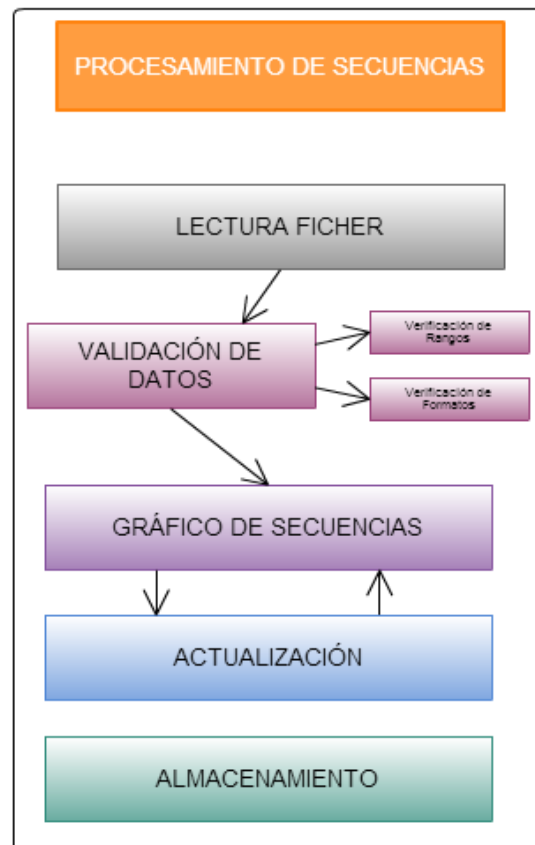 PROCESAMIENTO DE SECUENCIAS
LECTURA FICHER
VALIDACIÓN DE
DATOS
Verificación de
Rangos
Verificación de
Formatos
GRÁFICO DE SECUENCIAS
ACTUALIZACIÓN
ALMACENAMIENTO